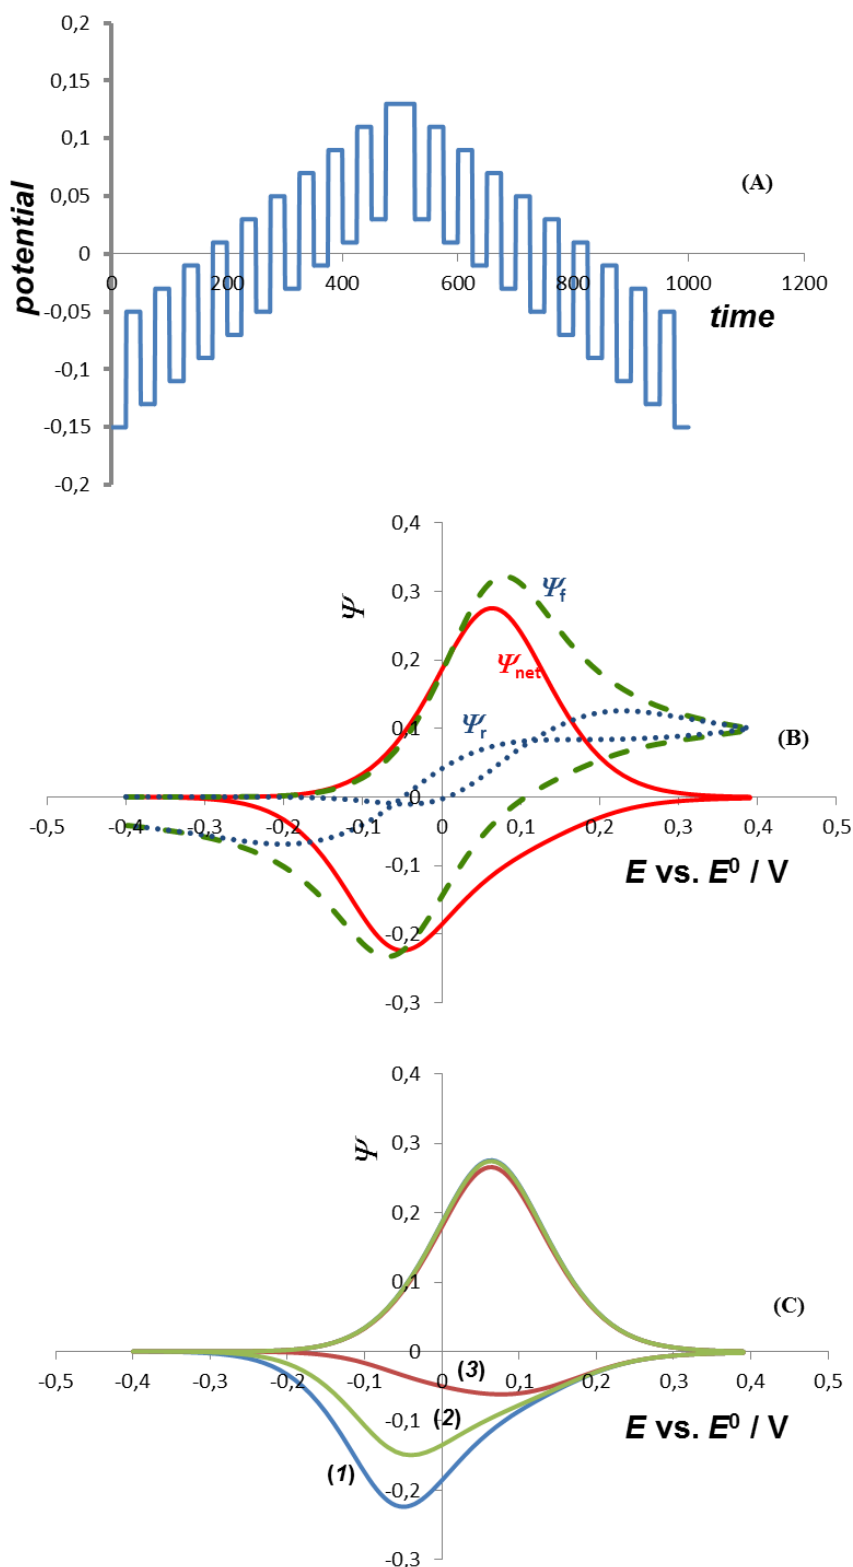 0,2
0,15
0,1
0,05
0
-0,05
-0,1
-0,15
-0,2
potential
0 200 400 600 800 1000 1200
time
(A)
0,4
0,3
0,2
0,1
0
-0,1
-0,2
-0,3
Ψ
Ψf
Ψnet
Ψr
(B)
-0,5 -0,4 -0,3 -0,2 -0,1 0 0,1 0,2 0,3 0,4 0,5
E vs. E⁰ / V
0,4
0,3
0,2
0,1
0
-0,1
-0,2
-0,3
Ψ
(C)
-0,5 -0,4 -0,3 -0,2 -0,1 0 0,1 0,2 0,3 0,4 0,5
(3)
(2)
(1)
E vs. E⁰ / V